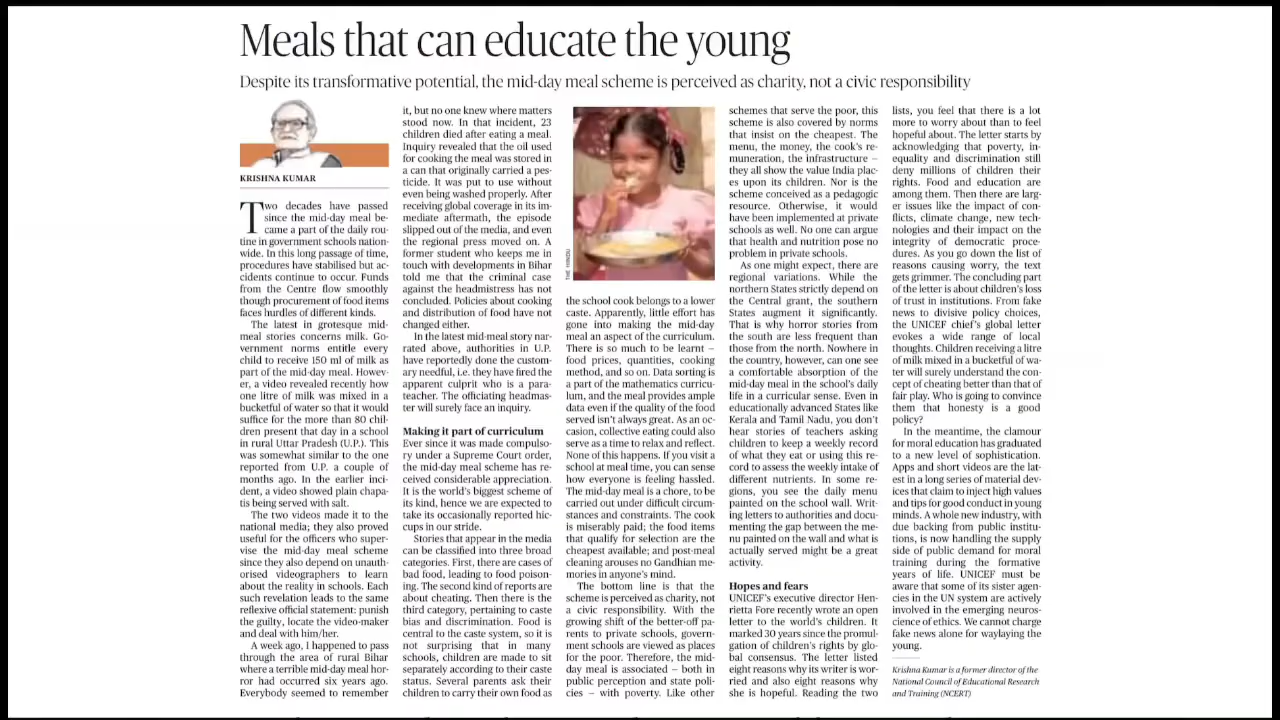 Meals that can educate the young
Despite its transformative potential, the mid-day meal scheme is perceived as charity, not a civic responsibility
KRISHNA KUMAR
Two decades have passed
since the mid-day meal be-
came a part of the daily rou-
tine in government schools nation-
wide. In this long passage of time,
procedures have stabilised but ac-
cidents continue to occur. Funds
from the Centre flow smoothly
though procurement of food items
faces hurdles of different kinds.
The latest in grotesque mid-
meal stories concerns milk. Go-
vernment norms entitle every
child to receive 150 ml of milk as
part of the mid-day meal. Howev-
er, a video revealed recently how
one litre of milk was mixed in a
bucketful of water so that it would
suffice for the more than 80 chil-
dren present that day in a school
in rural Uttar Pradesh (U.P.). This
was somewhat similar to the one
reported from U.P. a couple of
months ago. In the earlier inci-
dent, a video showed plain chapa-
tis being served with salt.
The two videos made it to the
national media; they also proved
useful for the officers who super-
vise the mid-day meal scheme
since they also depend on unauth-
orised videographers to learn
about the reality in schools. Each
such revelation leads to the same
reflexive official statement: punish
the guilty, locate the video-maker
and deal with him/her.
A week ago, I happened to pass
through the area of rural Bihar
where a terrible mid-day meal hor-
ror had occurred six years ago.
Everybody seemed to remember
it, but no one knew where matters
stood now. In that incident, 23
children died after eating a meal.
Inquiry revealed that the oil used
for cooking the meal was stored in
a can that originally carried a pes-
ticide. It was put to use without
even being washed properly. After
receiving global coverage in its im-
mediate aftermath, the episode
slipped out of the media, and even
the regional press moved on. A
former student who keeps me in
touch with developments in Bihar
told me that the criminal case
against the headmistress has not
concluded. Policies about cooking
and distribution of food have not
changed either.
In the latest mid-meal story nar-
rated above, authorities in U.P.
have reportedly done the custom-
ary needful, i.e. they have fired the
apparent culprit who is a para-
teacher. The officiating headmas-
ter will surely face an inquiry.
Making it part of curriculum
Ever since it was made compulso-
ry under a Supreme Court order,
the mid-day meal scheme has re-
ceived considerable appreciation.
It is the world's biggest scheme of
its kind, hence we are expected to
take its occasionally reported hic-
cups in our stride.
Stories that appear in the media
can be classified into three broad
categories. First, there are cases of
bad food, leading to food poison-
ing. The second kind of reports are
about cheating. Then there is the
third category, pertaining to caste
bias and discrimination. Food is
central to the caste system, so it is
not surprising that in many
schools, children are made to sit
separately according to their caste
status. Several parents ask their
children to carry their own food as
THE HINDU
the school cook belongs to a lower
caste. Apparently, little effort has
gone into making the mid-day
meal an aspect of the curriculum.
There is so much to be learnt –
food prices, quantities, cooking
method, and so on. Data sorting is
a part of the mathematics curricu-
lum, and the meal provides ample
data even if the quality of the food
served isn't always great. As an oc-
casion, collective eating could also
serve as a time to relax and reflect.
None of this happens. If you visit a
school at meal time, you can sense
how everyone is feeling hassled.
The mid-day meal is a chore, to be
carried out under difficult circum-
stances and constraints. The cook
is miserably paid; the food items
that qualify for selection are the
cheapest available; and post-meal
cleaning arouses no Gandhian me-
mories in anyone's mind.
The bottom line is that the
scheme is perceived as charity, not
a civic responsibility. With the
growing shift of the better-off pa-
rents to private schools, govern-
ment schools are viewed as places
for the poor. Therefore, the mid-
day meal is associated – both in
public perception and state poli-
cies – with poverty. Like other
schemes that serve the poor, this
scheme is also covered by norms
that insist on the cheapest. The
menu, the money, the cook's re-
muneration, the infrastructure –
they all show the value India plac-
es upon its children. Nor is the
scheme conceived as a pedagogic
resource. Otherwise, it would
have been implemented at private
schools as well. No one can argue
that health and nutrition pose no
problem in private schools.
As one might expect, there are
regional variations. While the
northern States strictly depend on
the Central grant, the southern
States augment it significantly.
That is why horror stories from
the south are less frequent than
those from the north. Nowhere in
the country, however, can one see
a comfortable absorption of the
mid-day meal in the school's daily
life in a curricular sense. Even in
educationally advanced States like
Kerala and Tamil Nadu, you don't
hear stories of teachers asking
children to keep a weekly record
of what they eat or using this re-
cord to assess the weekly intake of
different nutrients. In some re-
gions, you see the daily menu
painted on the school wall. Writ-
ing letters to authorities and docu-
menting the gap between the me-
nu painted on the wall and what is
actually served might be a great
activity.
Hopes and fears
UNICEF's executive director Hen-
rietta Fore recently wrote an open
letter to the world's children. It
marked 30 years since the promul-
gation of children's rights by glo-
bal consensus. The letter listed
eight reasons why its writer is wor-
ried and also eight reasons why
she is hopeful. Reading the two
lists, you feel that there is a lot
more to worry about than to feel
hopeful about. The letter starts by
acknowledging that poverty, in-
equality and discrimination still
deny millions of children their
rights. Food and education are
among them. Then there are larg-
er issues like the impact of con-
flicts, climate change, new tech-
nologies and their impact on the
integrity of democratic proce-
dures. As you go down the list of
reasons causing worry, the text
gets grimmer. The concluding part
of the letter is about children's loss
of trust in institutions. From fake
news to divisive policy choices,
the UNICEF chief's global letter
evokes a wide range of local
thoughts. Children receiving a litre
of milk mixed in a bucketful of wa-
ter will surely understand the con-
cept of cheating better than that of
fair play. Who is going to convince
them that honesty is a good
policy?
In the meantime, the clamour
for moral education has graduated
to a new level of sophistication.
Apps and short videos are the lat-
est in a long series of material dev-
ices that claim to inject high values
and tips for good conduct in young
minds. A whole new industry, with
due backing from public institu-
tions, is now handling the supply
side of public demand for moral
training during the formative
years of life. UNICEF must be
aware that some of its sister agen-
cies in the UN system are actively
involved in the emerging neuros-
cience of ethics. We cannot charge
fake news alone for waylaying the
young.
Krishna Kumar is a former director of the
National Council of Educational Research
and Training (NCERT)